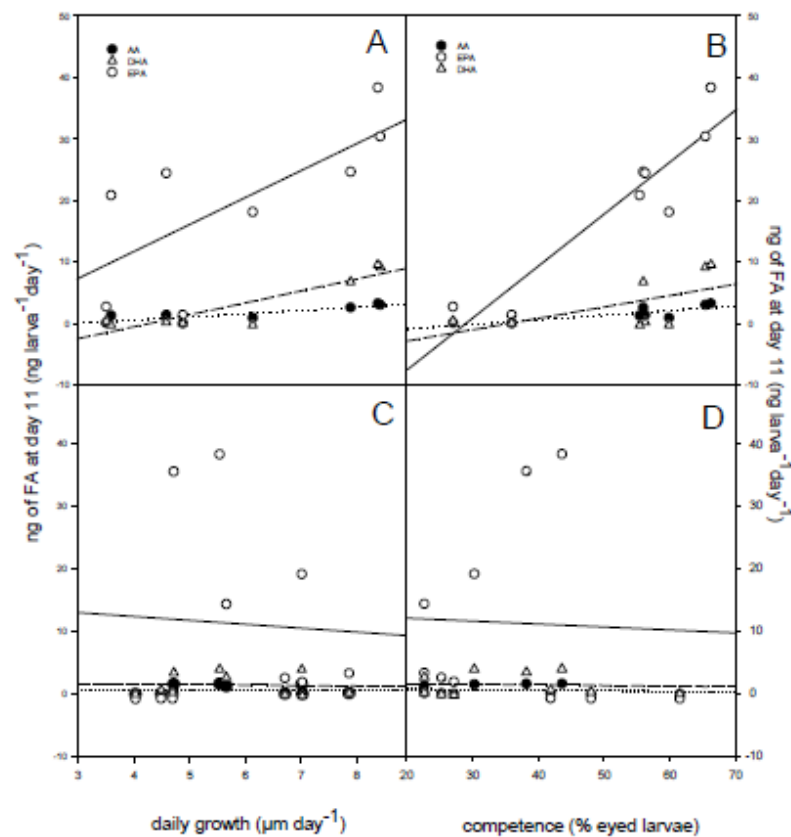 A
B
AA
DHA
EPA
AA
EPA
DHA
50
40
30
20
10
0
-10
50
40
30
20
10
0
-10
C
D
40
30
20
10
0
-10
40
30
20
10
0
-10
3 4 5 6 7 8 20 30 40 50 60 70
daily growth (µm day⁻¹)
competence (% eyed larvae)
ng of FA at day 11 (ng larva⁻¹day⁻¹)
ng of FA at day 11 (ng larva⁻¹day⁻¹)